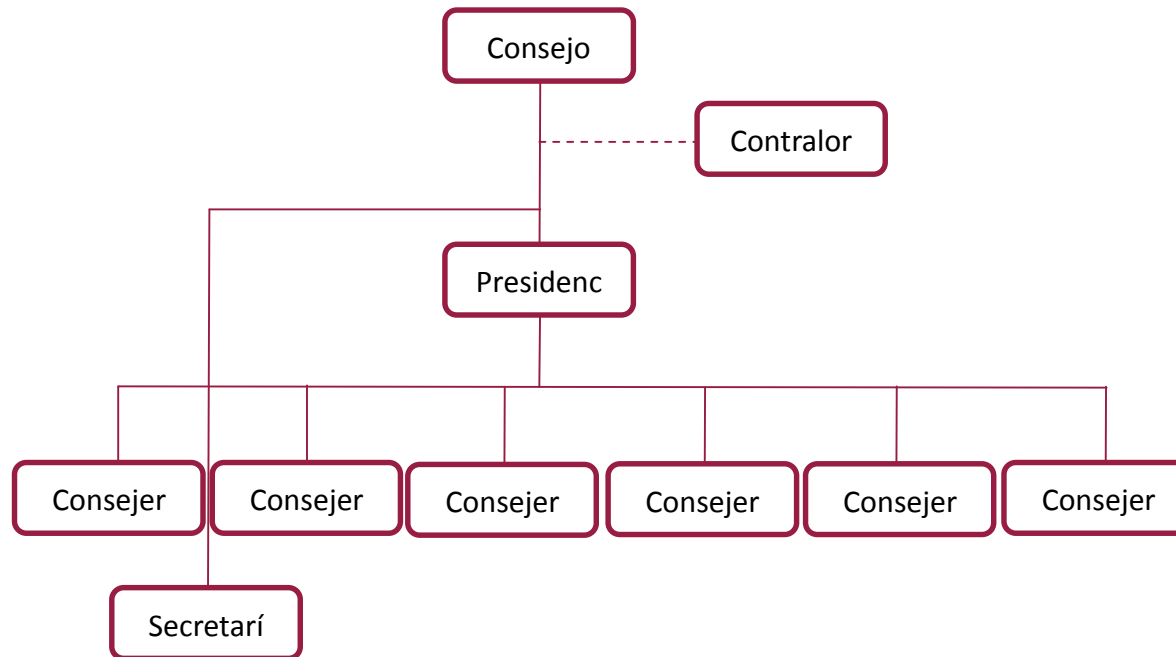 Consejo
Contralor
Presidenc
Consejer
Consejer
Consejer
Consejer
Consejer
Consejer
Secretarí